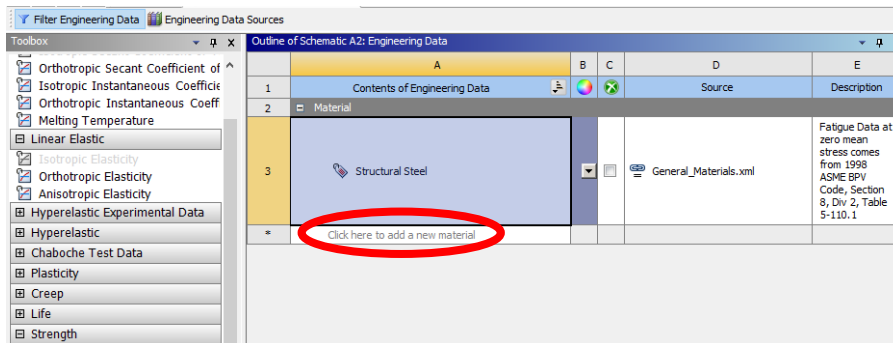 Filter Engineering Data Engineering Data Sources
Toolbox
Orthotropic Secant Coefficient of
Isotropic Instantaneous Coefficie
Orthotropic Instantaneous Coeff
Melting Temperature
Linear Elastic
Isotropic Elasticity
Orthotropic Elasticity
Anisotropic Elasticity
Hyperelastic Experimental Data
Hyperelastic
Chaboche Test Data
Plasticity
Creep
Life
Strength
Outline of Schematic A2: Engineering Data
A B C D E
1 Contents of Engineering Data Source Description
2 Material
3 Structural Steel General_Materials.xml
Fatigue Data at
zero mean
stress comes
from 1998
ASME BPV
Code, Section
8, Div 2, Table
5-110.1
* Click here to add a new material